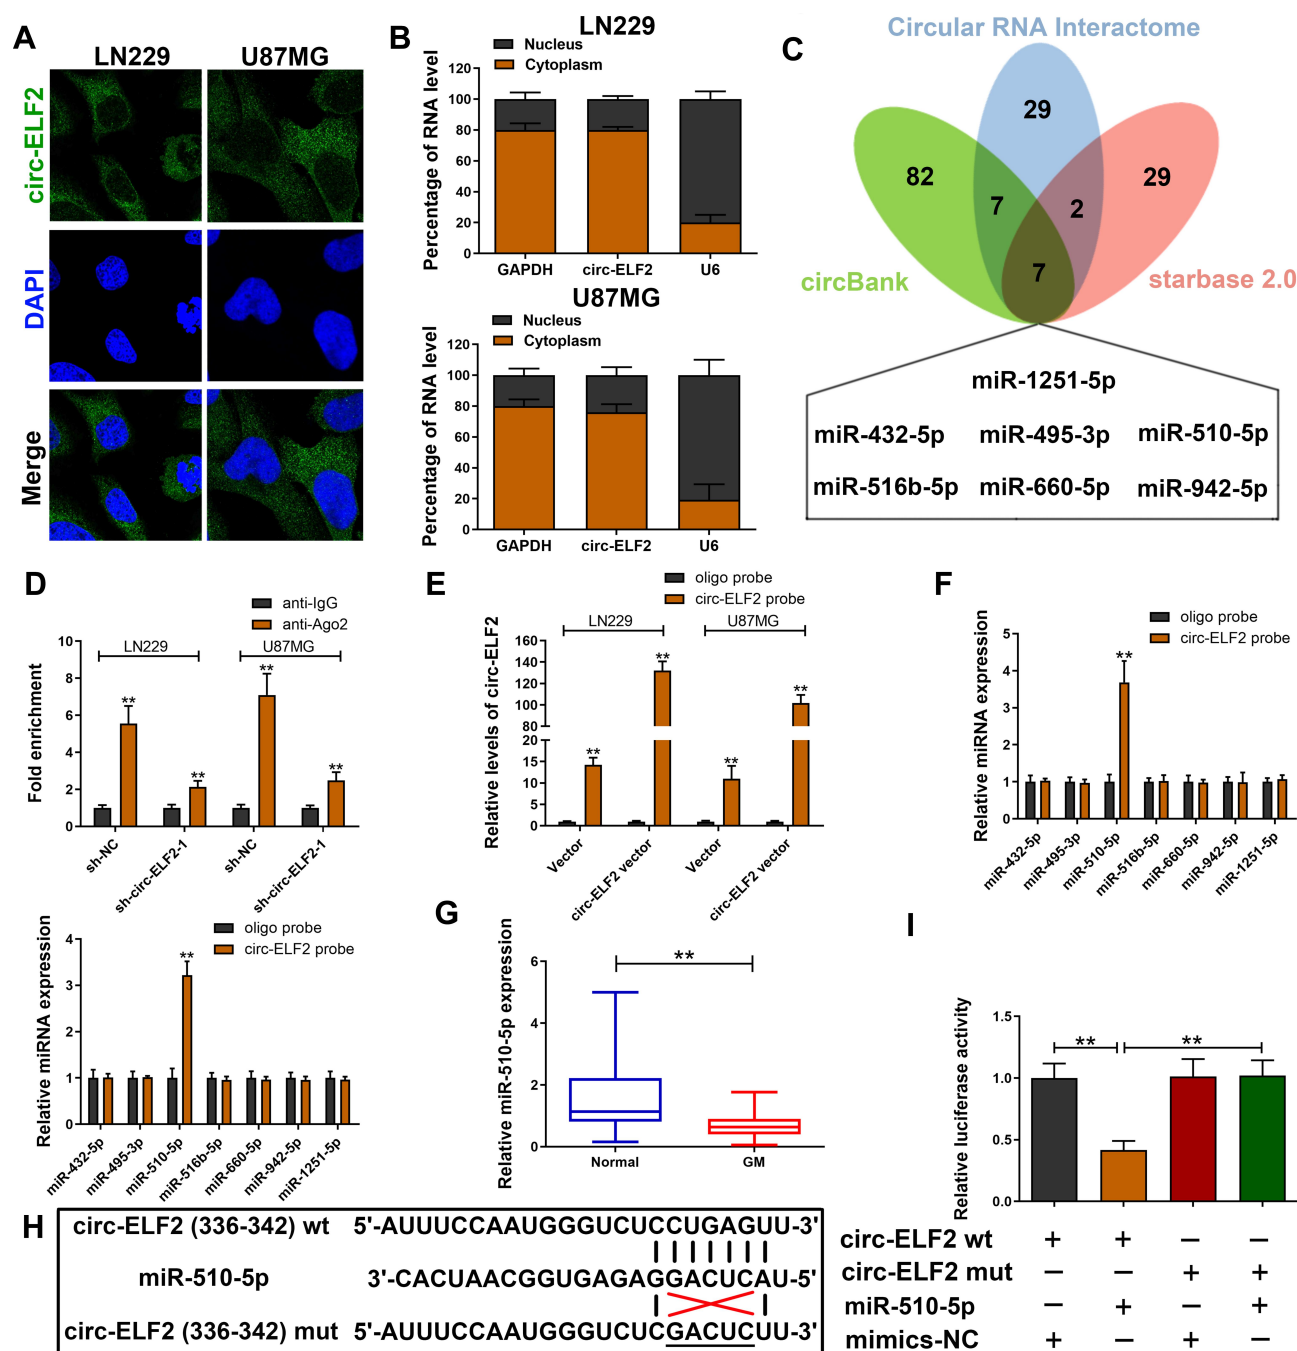 A
LN229 U87MG
circ-ELF2
DAPI
Merge
B
LN229
Nucleus
Cytoplasm
Percentage of RNA level
120
100
80
60
40
20
0
GAPDH circ-ELF2 U6
U87MG
Nucleus
Cytoplasm
Percentage of RNA level
120
100
80
60
40
20
0
GAPDH circ-ELF2 U6
C
Circular RNA Interactome
29
82
29
7
2
7
circBank
starbase 2.0
miR-1251-5p
miR-432-5p miR-495-3p miR-510-5p
miR-516b-5p miR-660-5p miR-942-5p
D
anti-IgG
anti-Ago2
LN229 U87MG
Fold enrichment
10
8
6
4
2
0
** ** ** **
sh-NC sh-circ-ELF2-1 sh-NC sh-circ-ELF2-1
E
oligo probe
circ-ELF2 probe
LN229 U87MG
Relative levels of circ-ELF2
160
140
120
100
80
20
15
10
5
0
** ** ** **
Vector circ-ELF2 vector Vector circ-ELF2 vector
F
oligo probe
circ-ELF2 probe
Relative miRNA expression
5
4
3
2
1
0
**
miR-432-5p miR-495-3p miR-510-5p miR-516b-5p miR-660-5p miR-942-5p miR-1251-5p
oligo probe
circ-ELF2 probe
Relative miRNA expression
4
3
2
1
0
**
miR-432-5p miR-495-3p miR-510-5p miR-516b-5p miR-660-5p miR-942-5p miR-1251-5p
G
Relative miR-510-5p expression
6
4
2
0
**
Normal GM
H
circ-ELF2 (336-342) wt 5'-AUUUCCAAUGGGUCUCCUGAGUU-3'
miR-510-5p 3'-CACUAACGGUGAGAGGACUCAU-5'
circ-ELF2 (336-342) mut 5'-AUUUCCAAUGGGUCUCGACUCUU-3'
I
Relative luciferase activity
1.5
1.0
0.5
0.0
** **
circ-ELF2 wt + + − −
circ-ELF2 mut − − + +
miR-510-5p − + − +
mimics-NC + − + −